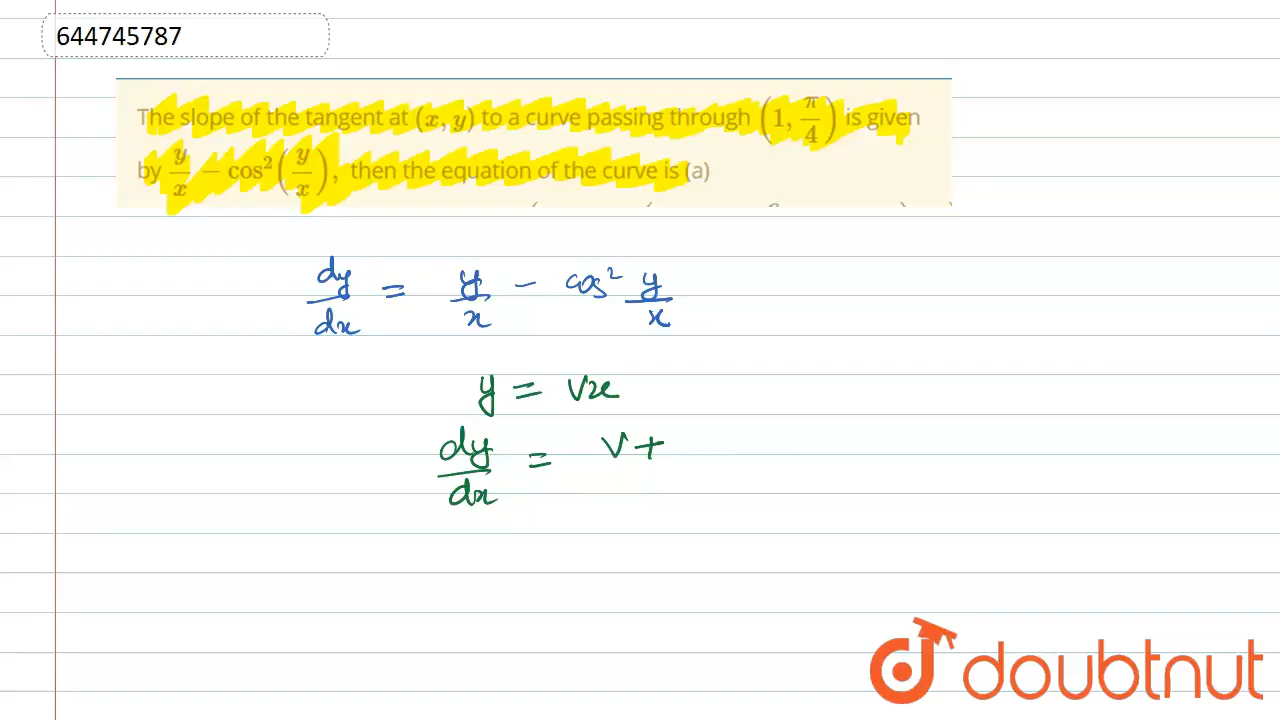 644745787
The slope of the tangent at (x, y) to a curve passing through (1, π/4) is given
by y/x − cos²(y/x), then the equation of the curve is (a)
dy/dx = y/x − cos² y/x
y = vx
dy/dx = v +
doubtnut